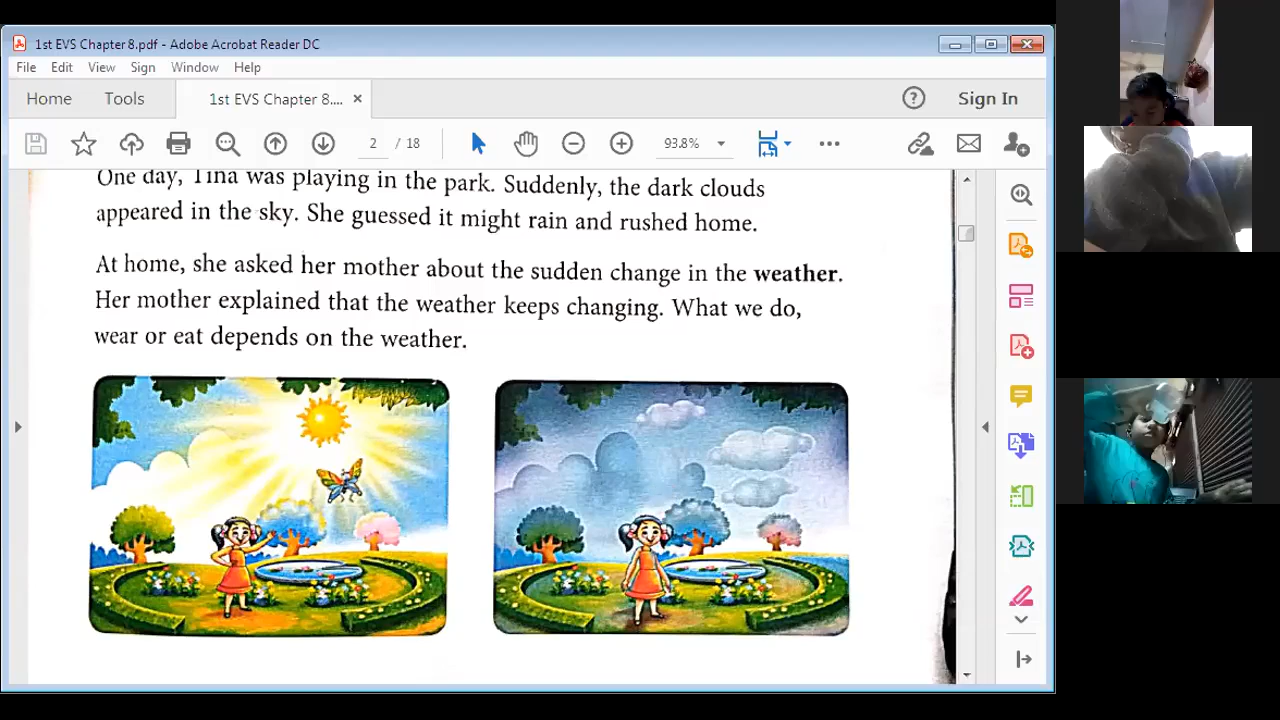 1st EVS Chapter 8.pdf - Adobe Acrobat Reader DC
File Edit View Sign Window Help
Home Tools 1st EVS Chapter 8.... × Sign In
2 / 18 93.8%
One day, Tina was playing in the park. Suddenly, the dark clouds
appeared in the sky. She guessed it might rain and rushed home.
At home, she asked her mother about the sudden change in the weather.
Her mother explained that the weather keeps changing. What we do,
wear or eat depends on the weather.